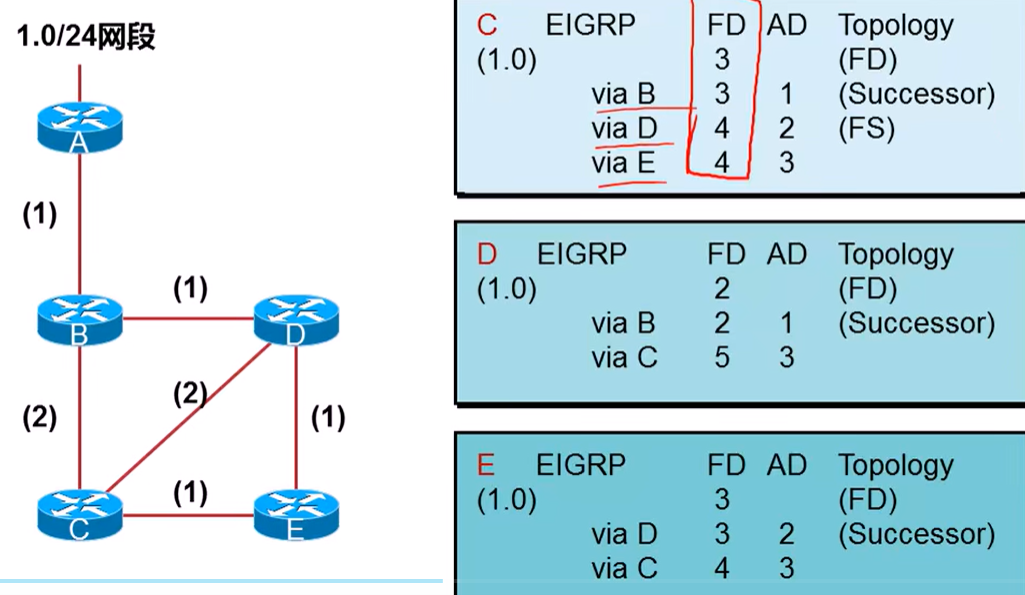 1.0/24网段
A
(1)
B
(1)
D
(2)
(2)
(1)
C
(1)
E
C EIGRP FD AD Topology
(1.0) 3 (FD)
via B 3 1 (Successor)
via D 4 2 (FS)
via E 4 3
D EIGRP FD AD Topology
(1.0) 2 (FD)
via B 2 1 (Successor)
via C 5 3
E EIGRP FD AD Topology
(1.0) 3 (FD)
via D 3 2 (Successor)
via C 4 3